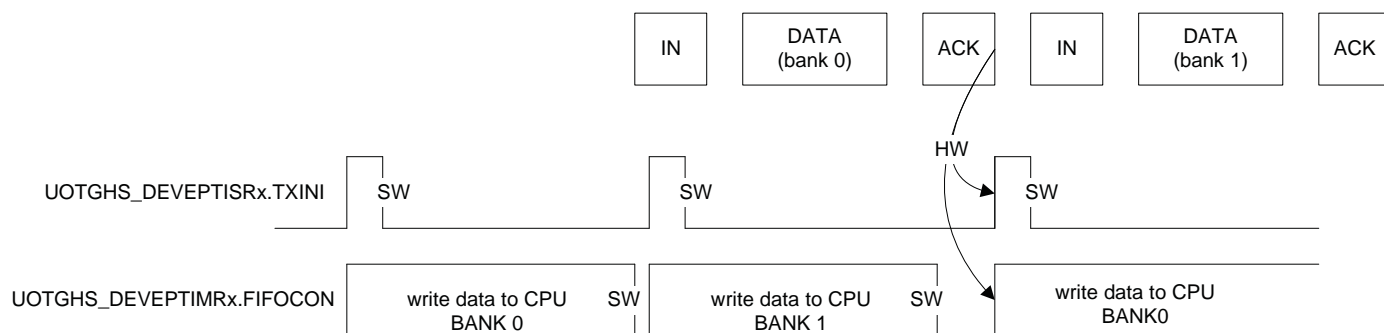 IN
DATA
(bank 0)
ACK
IN
DATA
(bank 1)
ACK
HW
UOTGHS_DEVEPTISRx.TXINI
SW
SW
SW
UOTGHS_DEVEPTIMRx.FIFOCON
write data to CPU
BANK 0
SW
write data to CPU
BANK 1
SW
write data to CPU
BANK0